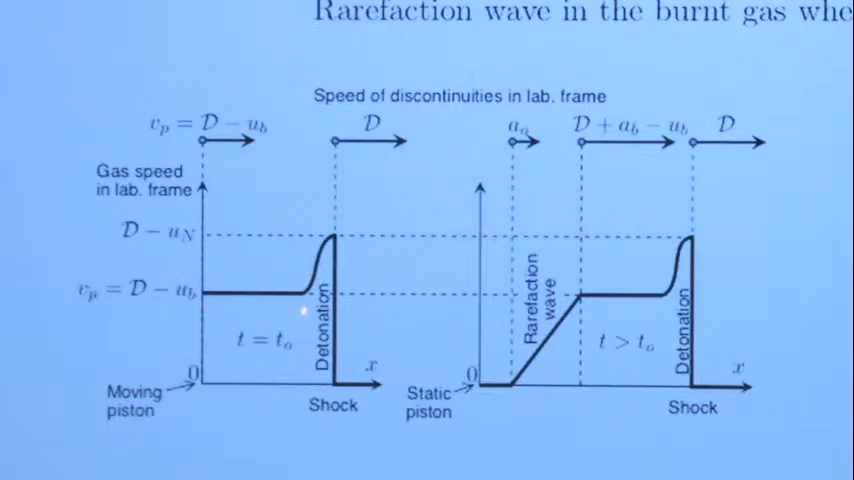 Rarefaction wave in the burnt gas whe
Speed of discontinuities in lab. frame
v_p = D − u_b
D
a_o
D + a_b − u_b
D
Gas speed
in lab. frame
D − u_N
v_p = D − u_b
t = t_o
Detonation
0
x
Moving
piston
Shock
Rarefaction
wave
t > t_o
Detonation
0
x
Static
piston
Shock